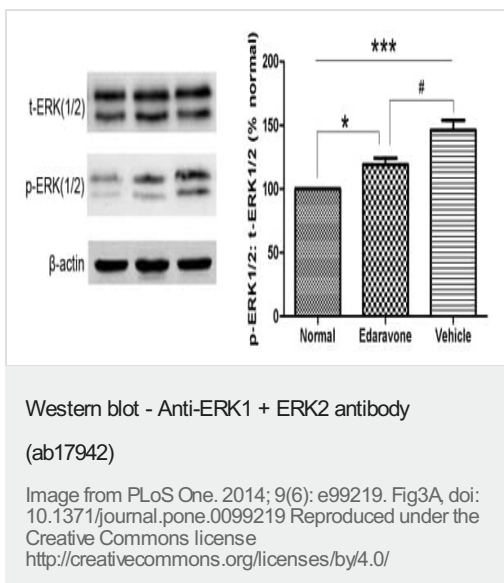 t-ERK(1/2)
p-ERK(1/2)
β-actin
p-ERK1/2: t-ERK1/2 (% normal)
200
150
100
50
0
***
#
*
Normal Edaravone Vehicle
Western blot - Anti-ERK1 + ERK2 antibody
(ab17942)
Image from PLoS One. 2014; 9(6): e99219. Fig3A, doi:
10.1371/journal.pone.0099219 Reproduced under the
Creative Commons license
http://creativecommons.org/licenses/by/4.0/